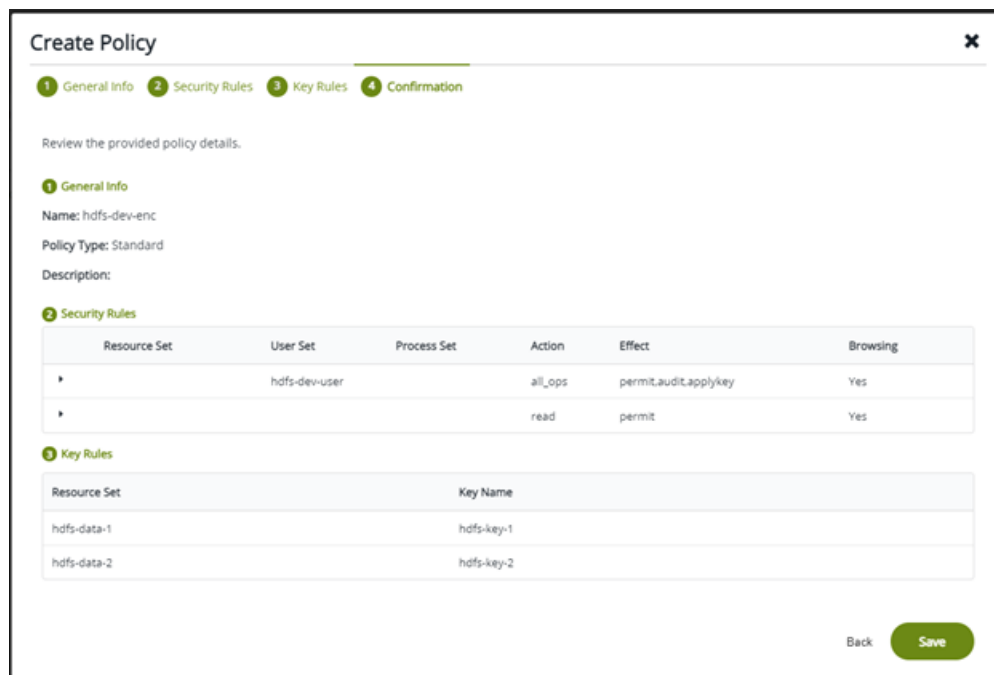 Create Policy ✖
1 General Info 2 Security Rules 3 Key Rules 4 Confirmation
Review the provided policy details.
1 General Info
Name: hdfs-dev-enc
Policy Type: Standard
Description:
2 Security Rules
Resource Set User Set Process Set Action Effect Browsing
hdfs-dev-user all_ops permit,audit,applykey Yes
read permit Yes
3 Key Rules
Resource Set Key Name
hdfs-data-1 hdfs-key-1
hdfs-data-2 hdfs-key-2
Back Save